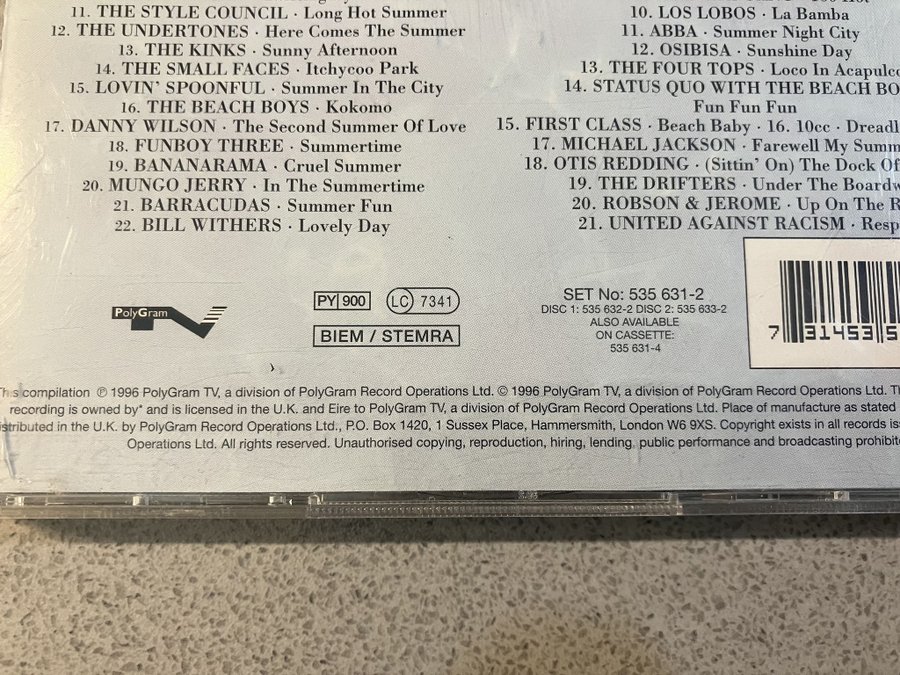 11. THE STYLE COUNCIL · Long Hot Summer
12. THE UNDERTONES · Here Comes The Summer
13. THE KINKS · Sunny Afternoon
14. THE SMALL FACES · Itchycoo Park
15. LOVIN' SPOONFUL · Summer In The City
16. THE BEACH BOYS · Kokomo
17. DANNY WILSON · The Second Summer Of Love
18. FUNBOY THREE · Summertime
19. BANANARAMA · Cruel Summer
20. MUNGO JERRY · In The Summertime
21. BARRACUDAS · Summer Fun
22. BILL WITHERS · Lovely Day
10. LOS LOBOS · La Bamba
11. ABBA · Summer Night City
12. OSIBISA · Sunshine Day
13. THE FOUR TOPS · Loco In Acapulco
14. STATUS QUO WITH THE BEACH BO
Fun Fun Fun
15. FIRST CLASS · Beach Baby · 16. 10cc · Dreadl
17. MICHAEL JACKSON · Farewell My Summ
18. OTIS REDDING · (Sittin' On) The Dock Of
19. THE DRIFTERS · Under The Boardw
20. ROBSON & JEROME · Up On The R
21. UNITED AGAINST RACISM · Resp
PolyGram TV
PY 900
LC 7341
BIEM / STEMRA
SET No: 535 631-2
DISC 1: 535 632-2 DISC 2: 535 633-2
ALSO AVAILABLE
ON CASSETTE:
535 631-4
7 314535
This compilation ℗ 1996 PolyGram TV, a division of PolyGram Record Operations Ltd. © 1996 PolyGram TV, a division of PolyGram Record Operations Ltd. Th
recording is owned by* and is licensed in the U.K. and Eire to PolyGram TV, a division of PolyGram Record Operations Ltd. Place of manufacture as stated
istributed in the U.K. by PolyGram Record Operations Ltd., P.O. Box 1420, 1 Sussex Place, Hammersmith, London W6 9XS. Copyright exists in all records iss
Operations Ltd. All rights reserved. Unauthorised copying, reproduction, hiring, lending, public performance and broadcasting prohibite